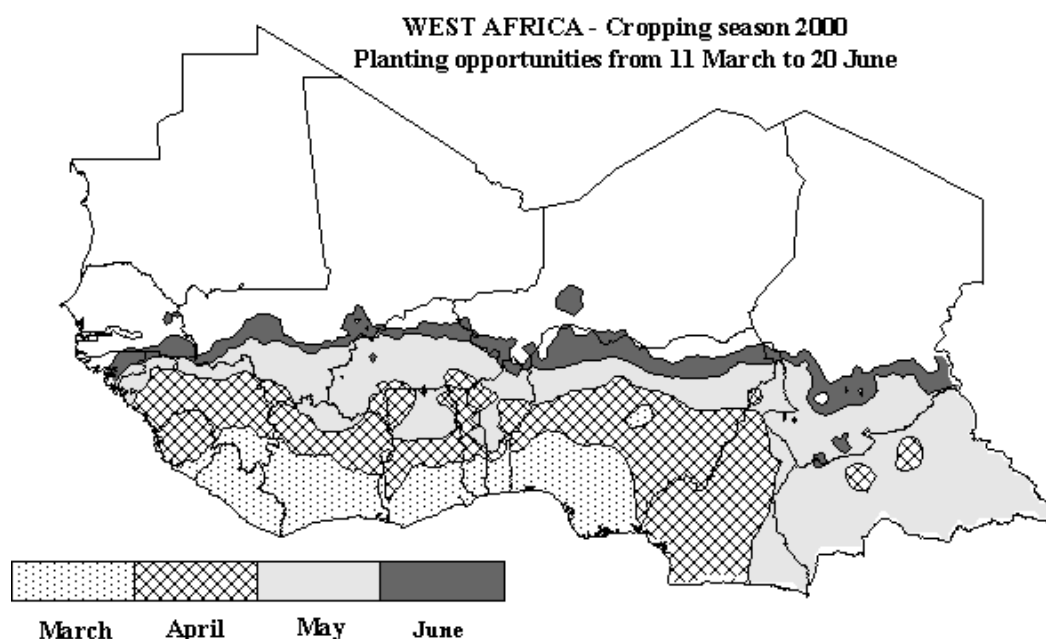 WEST AFRICA - Cropping season 2000
Planting opportunities from 11 March to 20 June
March April May June